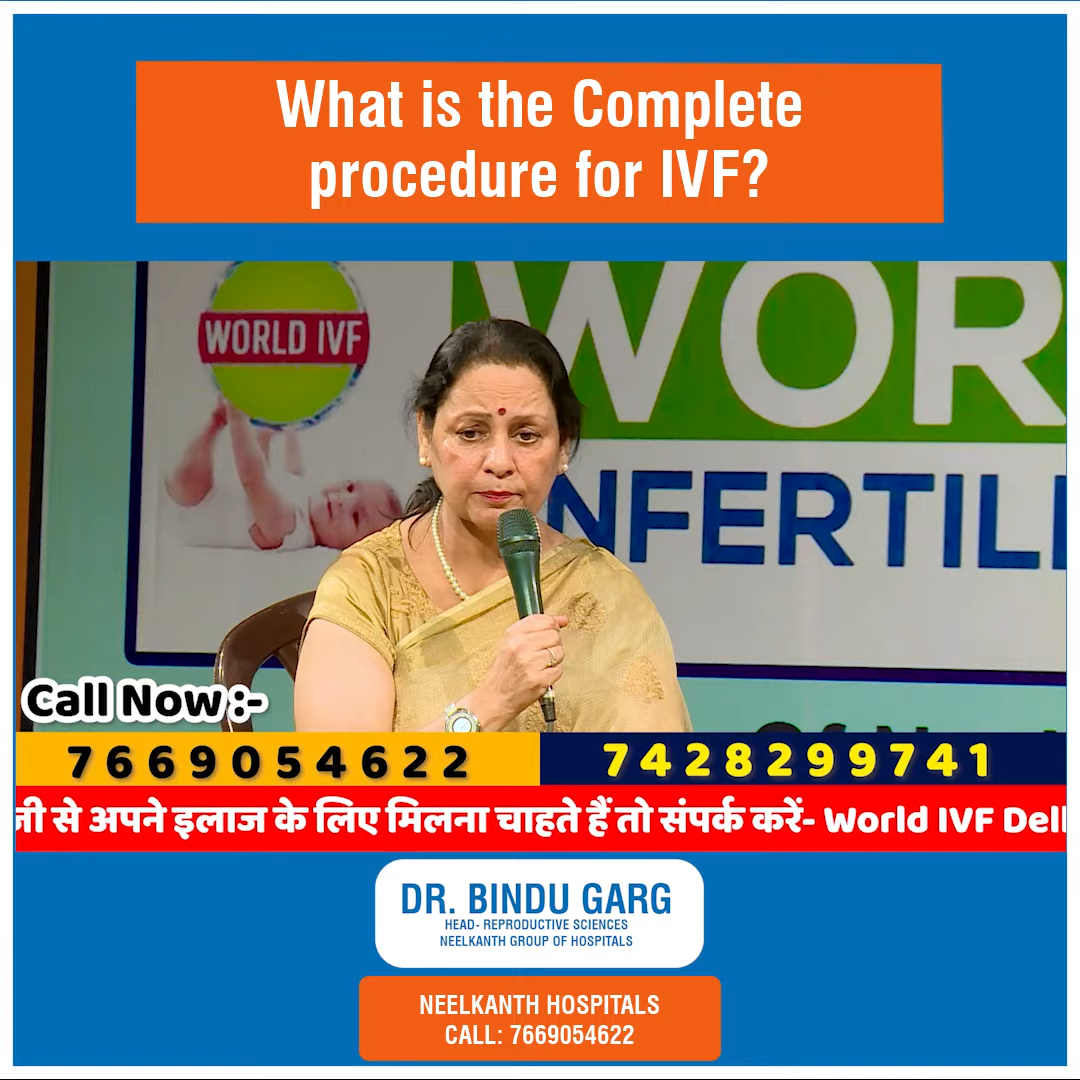 What is the Complete
procedure for IVF?
WORLD IVF
WOR
NFERTIL
Call Now :-
7669054622
7428299741
जी से अपने इलाज के लिए मिलना चाहते हैं तो संपर्क करें- World IVF Del
DR. BINDU GARG
HEAD- REPRODUCTIVE SCIENCES
NEELKANTH GROUP OF HOSPITALS
NEELKANTH HOSPITALS
CALL: 7669054622